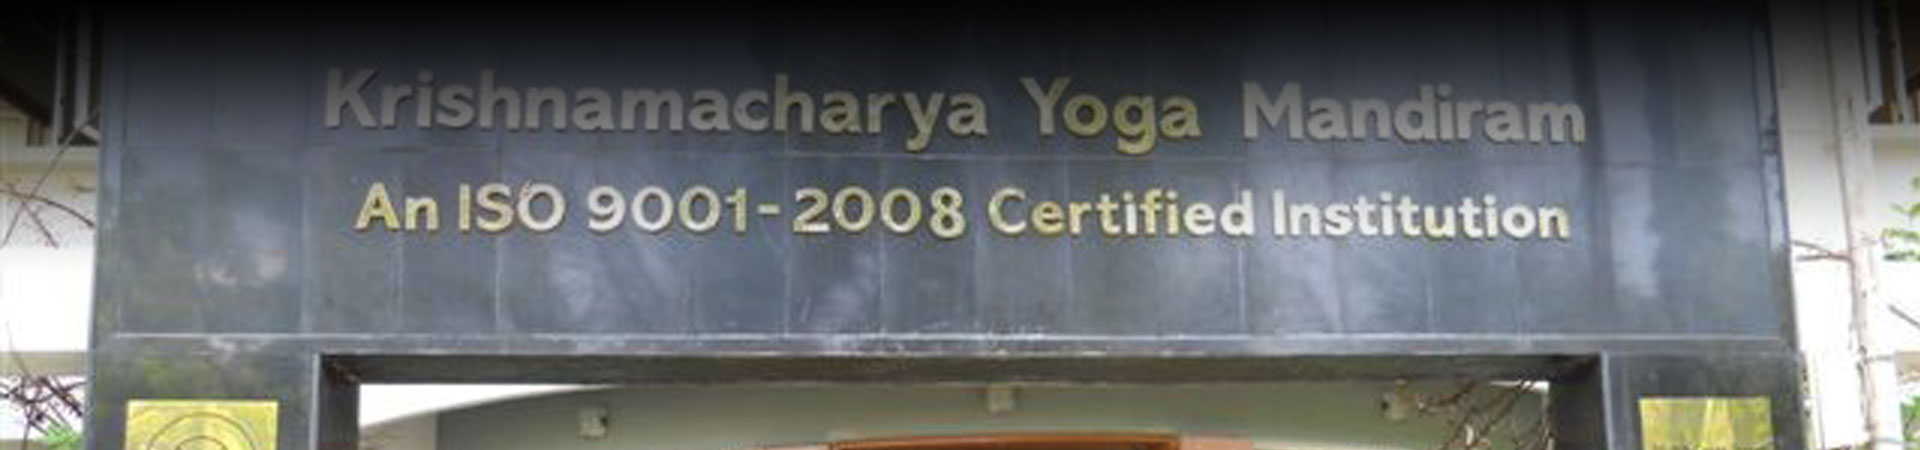 Krishnamacharya Yoga Mandiram
An ISO 9001-2008 Certified Institution